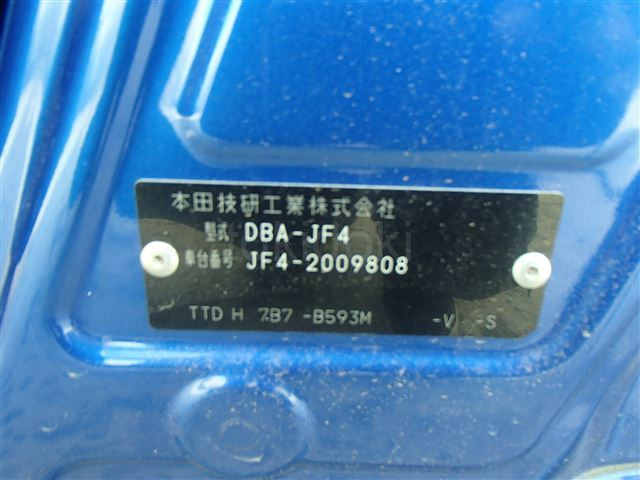 本田技研工業株式会社
型式 DBA-JF4
車台番号 JF4-2009808
TTD H 7B7 -B593M -V -S